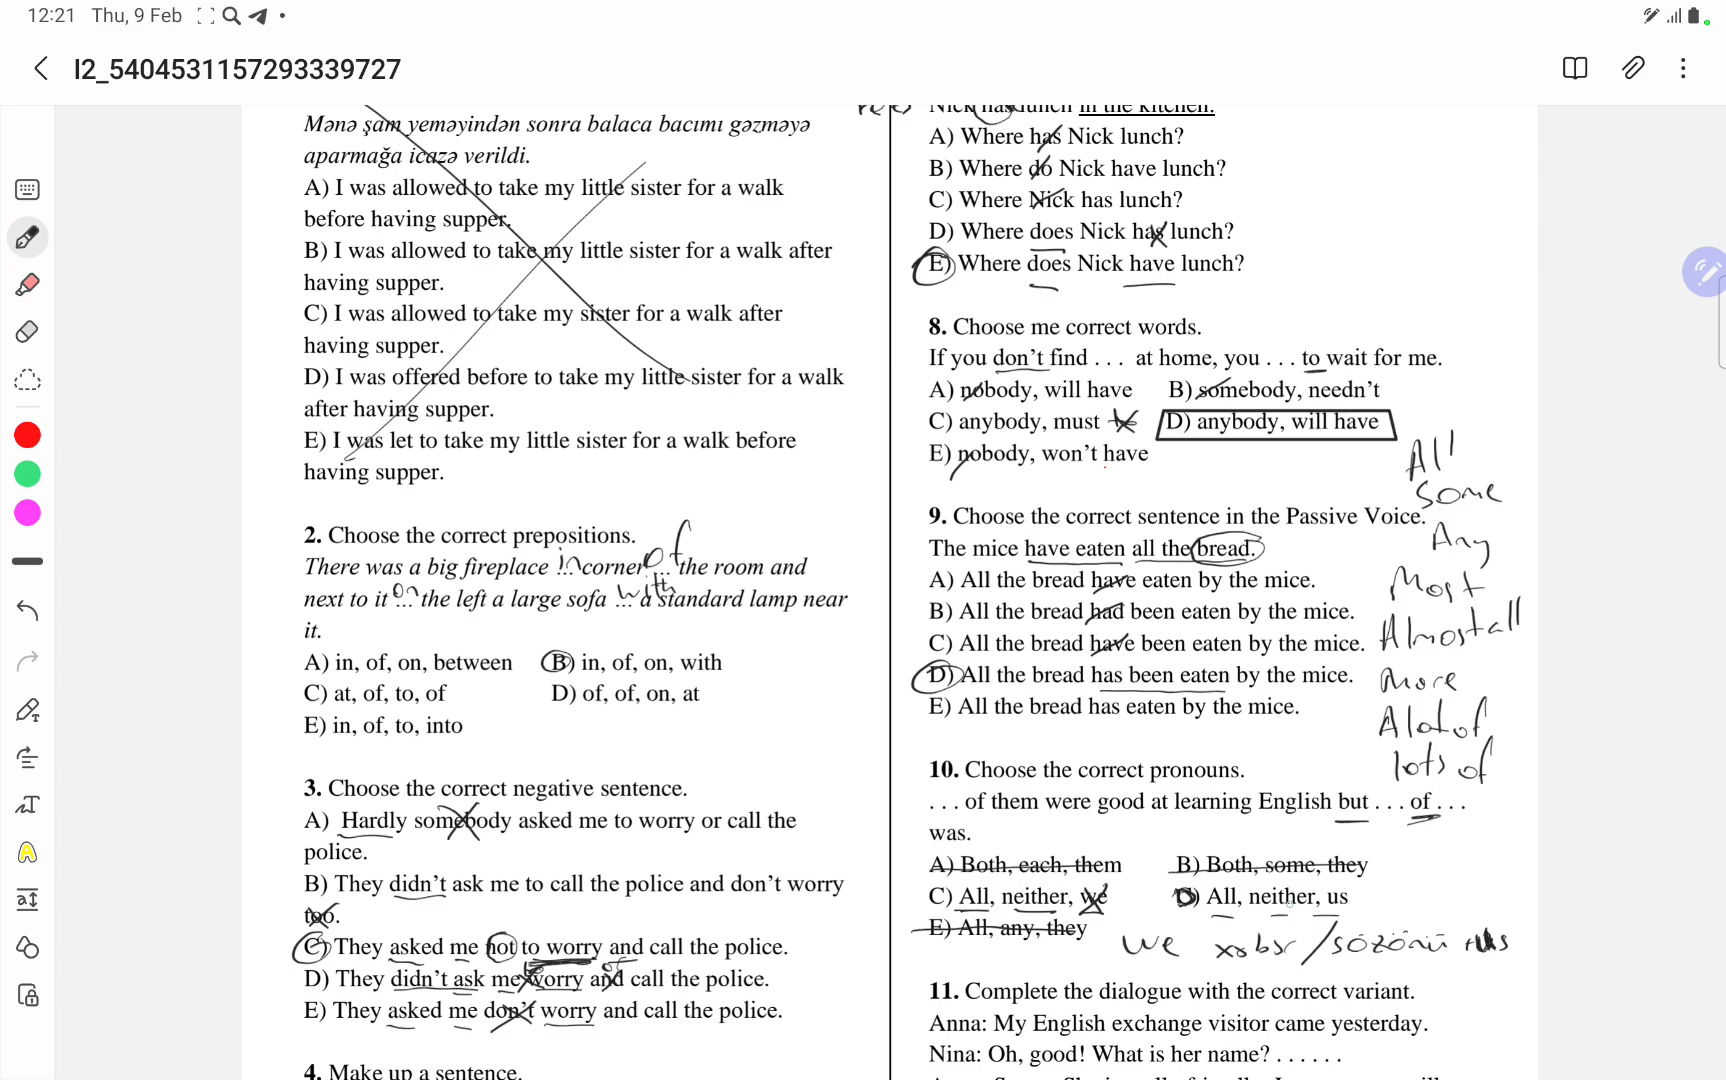 12:21 Thu, 9 Feb
I2_5404531157293339727
Mənə şam yeməyindən sonra balaca bacımı gəzməyə
aparmağa icazə verildi.
A) I was allowed to take my little sister for a walk
before having supper.
B) I was allowed to take my little sister for a walk after
having supper.
C) I was allowed to take my sister for a walk after
having supper.
D) I was offered before to take my little sister for a walk
after having supper.
E) I was let to take my little sister for a walk before
having supper.
2. Choose the correct prepositions.
in of
There was a big fireplace ... corner ... the room and
on with
next to it ... the left a large sofa ... a standard lamp near
it.
A) in, of, on, between B) in, of, on, with
C) at, of, to, of D) of, of, on, at
E) in, of, to, into
3. Choose the correct negative sentence.
A) Hardly somebody asked me to worry or call the
police.
B) They didn't ask me to call the police and don't worry
too.
C) They asked me not to worry and call the police.
or
D) They didn't ask me worry and call the police.
E) They asked me don't worry and call the police.
4. Make up a sentence.
Nick has lunch in the kitchen.
A) Where has Nick lunch?
B) Where do Nick have lunch?
C) Where Nick has lunch?
D) Where does Nick has lunch?
E) Where does Nick have lunch?
8. Choose me correct words.
If you don't find . . . at home, you . . . to wait for me.
A) nobody, will have B) somebody, needn't
C) anybody, must D) anybody, will have
E) nobody, won't have
9. Choose the correct sentence in the Passive Voice.
The mice have eaten all the bread.
A) All the bread have eaten by the mice.
B) All the bread had been eaten by the mice.
C) All the bread have been eaten by the mice.
D) All the bread has been eaten by the mice.
E) All the bread has eaten by the mice.
All
some
Any
Most
Almost all
More
A lot of
lots of
10. Choose the correct pronouns.
. . . of them were good at learning English but . . . of . . .
was.
A) Both, each, them B) Both, some, they
C) All, neither, we D) All, neither, us
E) All, any, they
we xəbər / sözönü us
11. Complete the dialogue with the correct variant.
Anna: My English exchange visitor came yesterday.
Nina: Oh, good! What is her name? . . . . . .